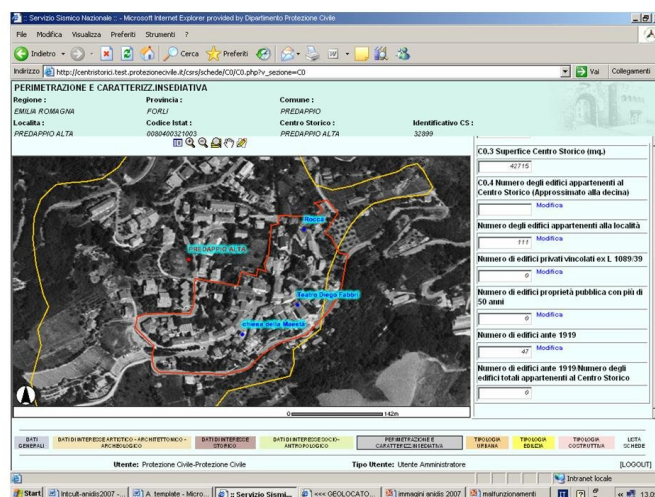 :: Servizio Sismico Nazionale :: - Microsoft Internet Explorer provided by Dipartimento Protezione Civile
File Modifica Visualizza Preferiti Strumenti ?
Indietro Cerca Preferiti
Indirizzo http://centristorici.test.protezionecivile.it/csrs/schede/C0/C0.php?v_sezione=C0 Vai Collegamenti
PERIMETRAZIONE E CARATTERIZZ.INSEDIATIVA
Regione : Provincia : Comune :
EMILIA ROMAGNA FORLI PREDAPPIO
Localita : Codice Istat : Centro Storico : Identificativo CS :
PREDAPPIO ALTA 0080400321003 PREDAPPIO ALTA 32899
C0.3 Superfice Centro Storico (mq.)
42715
C0.4 Numero degli edifici appartenenti al
Centro Storico (Approssimato alla decina)
Modifica
Numero degli edifici appartenenti alla località
111 Modifica
Numero di edifici privati vincolati ex L 1089/39
0 Modifica
Numero di edifici proprietà pubblica con più di
50 anni
0 Modifica
Numero di edifici ante 1919
47 Modifica
Numero di edifici ante 1919/Numero degli
edifici totali appartenenti al Centro Storico
0
Rocca
PREDAPPIO ALTA
Teatro Diego Fabbri
chiesa della Maestà
0 142m
DATI GENERALI
DATI DI INTERESSE ARTISTICO - ARCHITETTONICO - ARCHEOLOGICO
DATI DI INTERESSE STORICO
DATI DI INTERESSE SOCIO-ANTROPOLOGICO
PERIMETRAZIONE E CARATTERIZZ.INSEDIATIVA
TIPOLOGIA URBANA
TIPOLOGIA EDILIZIA
TIPOLOGIA COSTRUTTIVA
LISTA SCHEDE
Utente: Protezione Civile-Protezione Civile Tipo Utente: Utente Amministratore [LOGOUT]
Intranet locale
Start Intcult-anidis2007 -... A_template - Micro... :: Servizio Sismi... «««« GEOLOCATO... immagini anidis 2007 malfunzionamenti